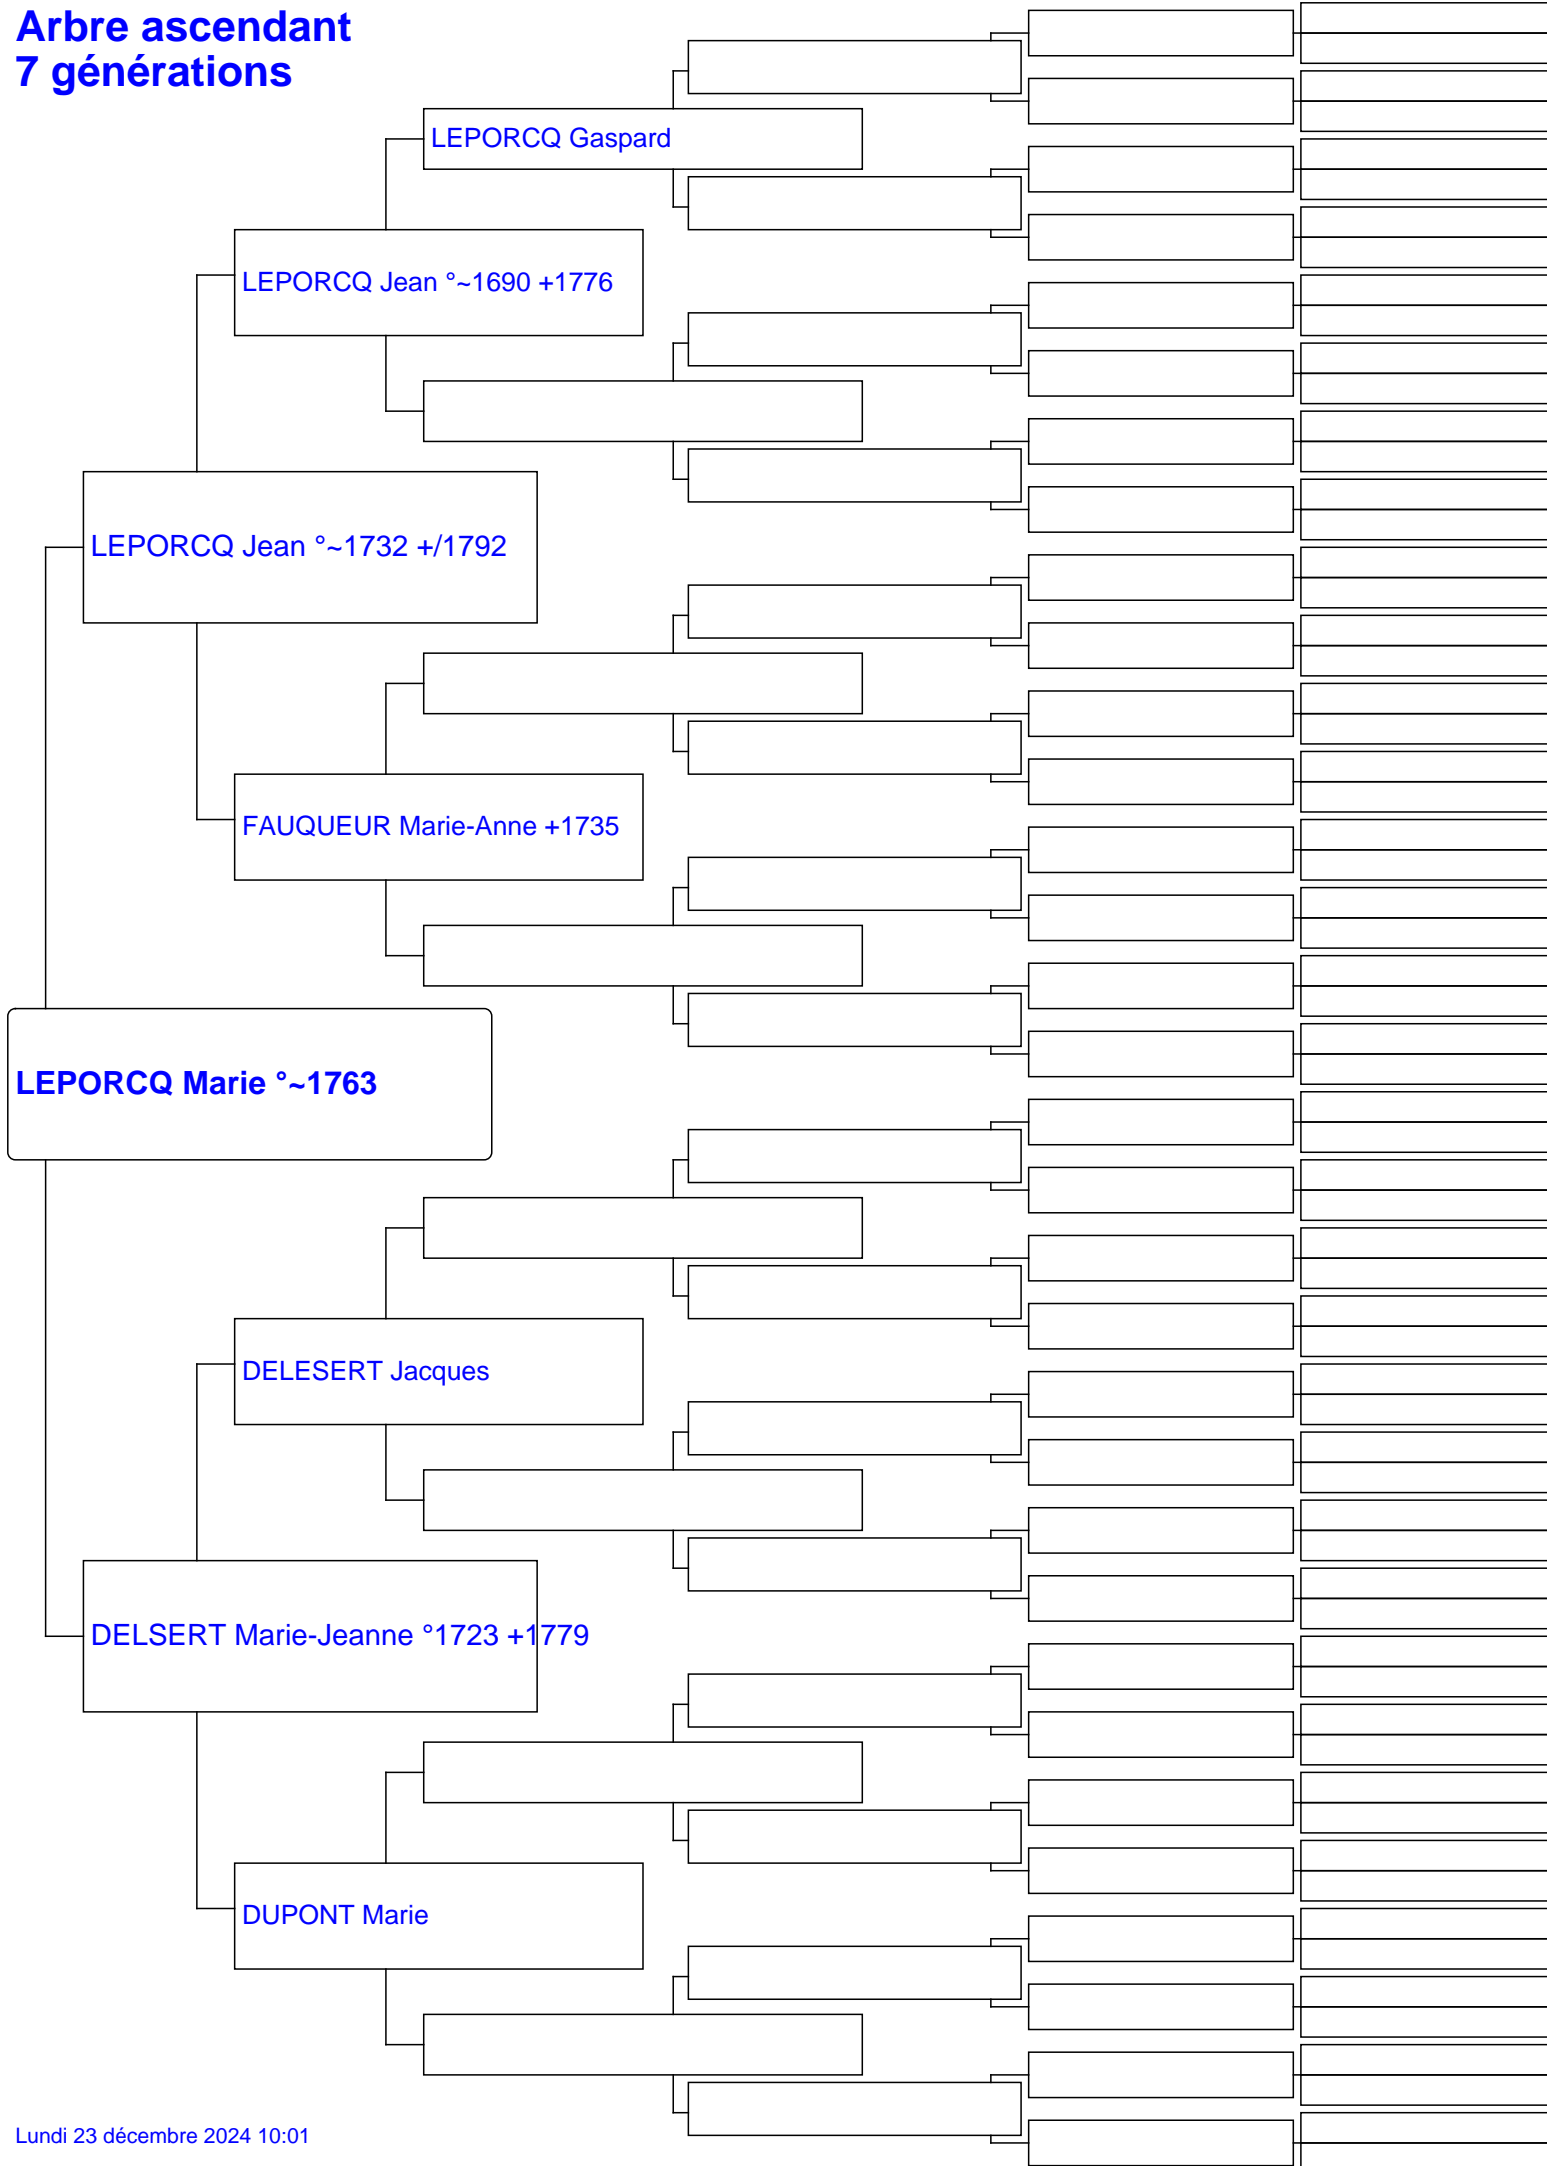 Arbre ascendant
7 générations
LEPORCQ Gaspard
LEPORCQ Jean °~1690 +1776
LEPORCQ Jean °~1732 +/1792
FAUQUEUR Marie-Anne +1735
LEPORCQ Marie °~1763
DELESERT Jacques
DELSERT Marie-Jeanne °1723 +1779
DUPONT Marie
Lundi 23 décembre 2024 10:01